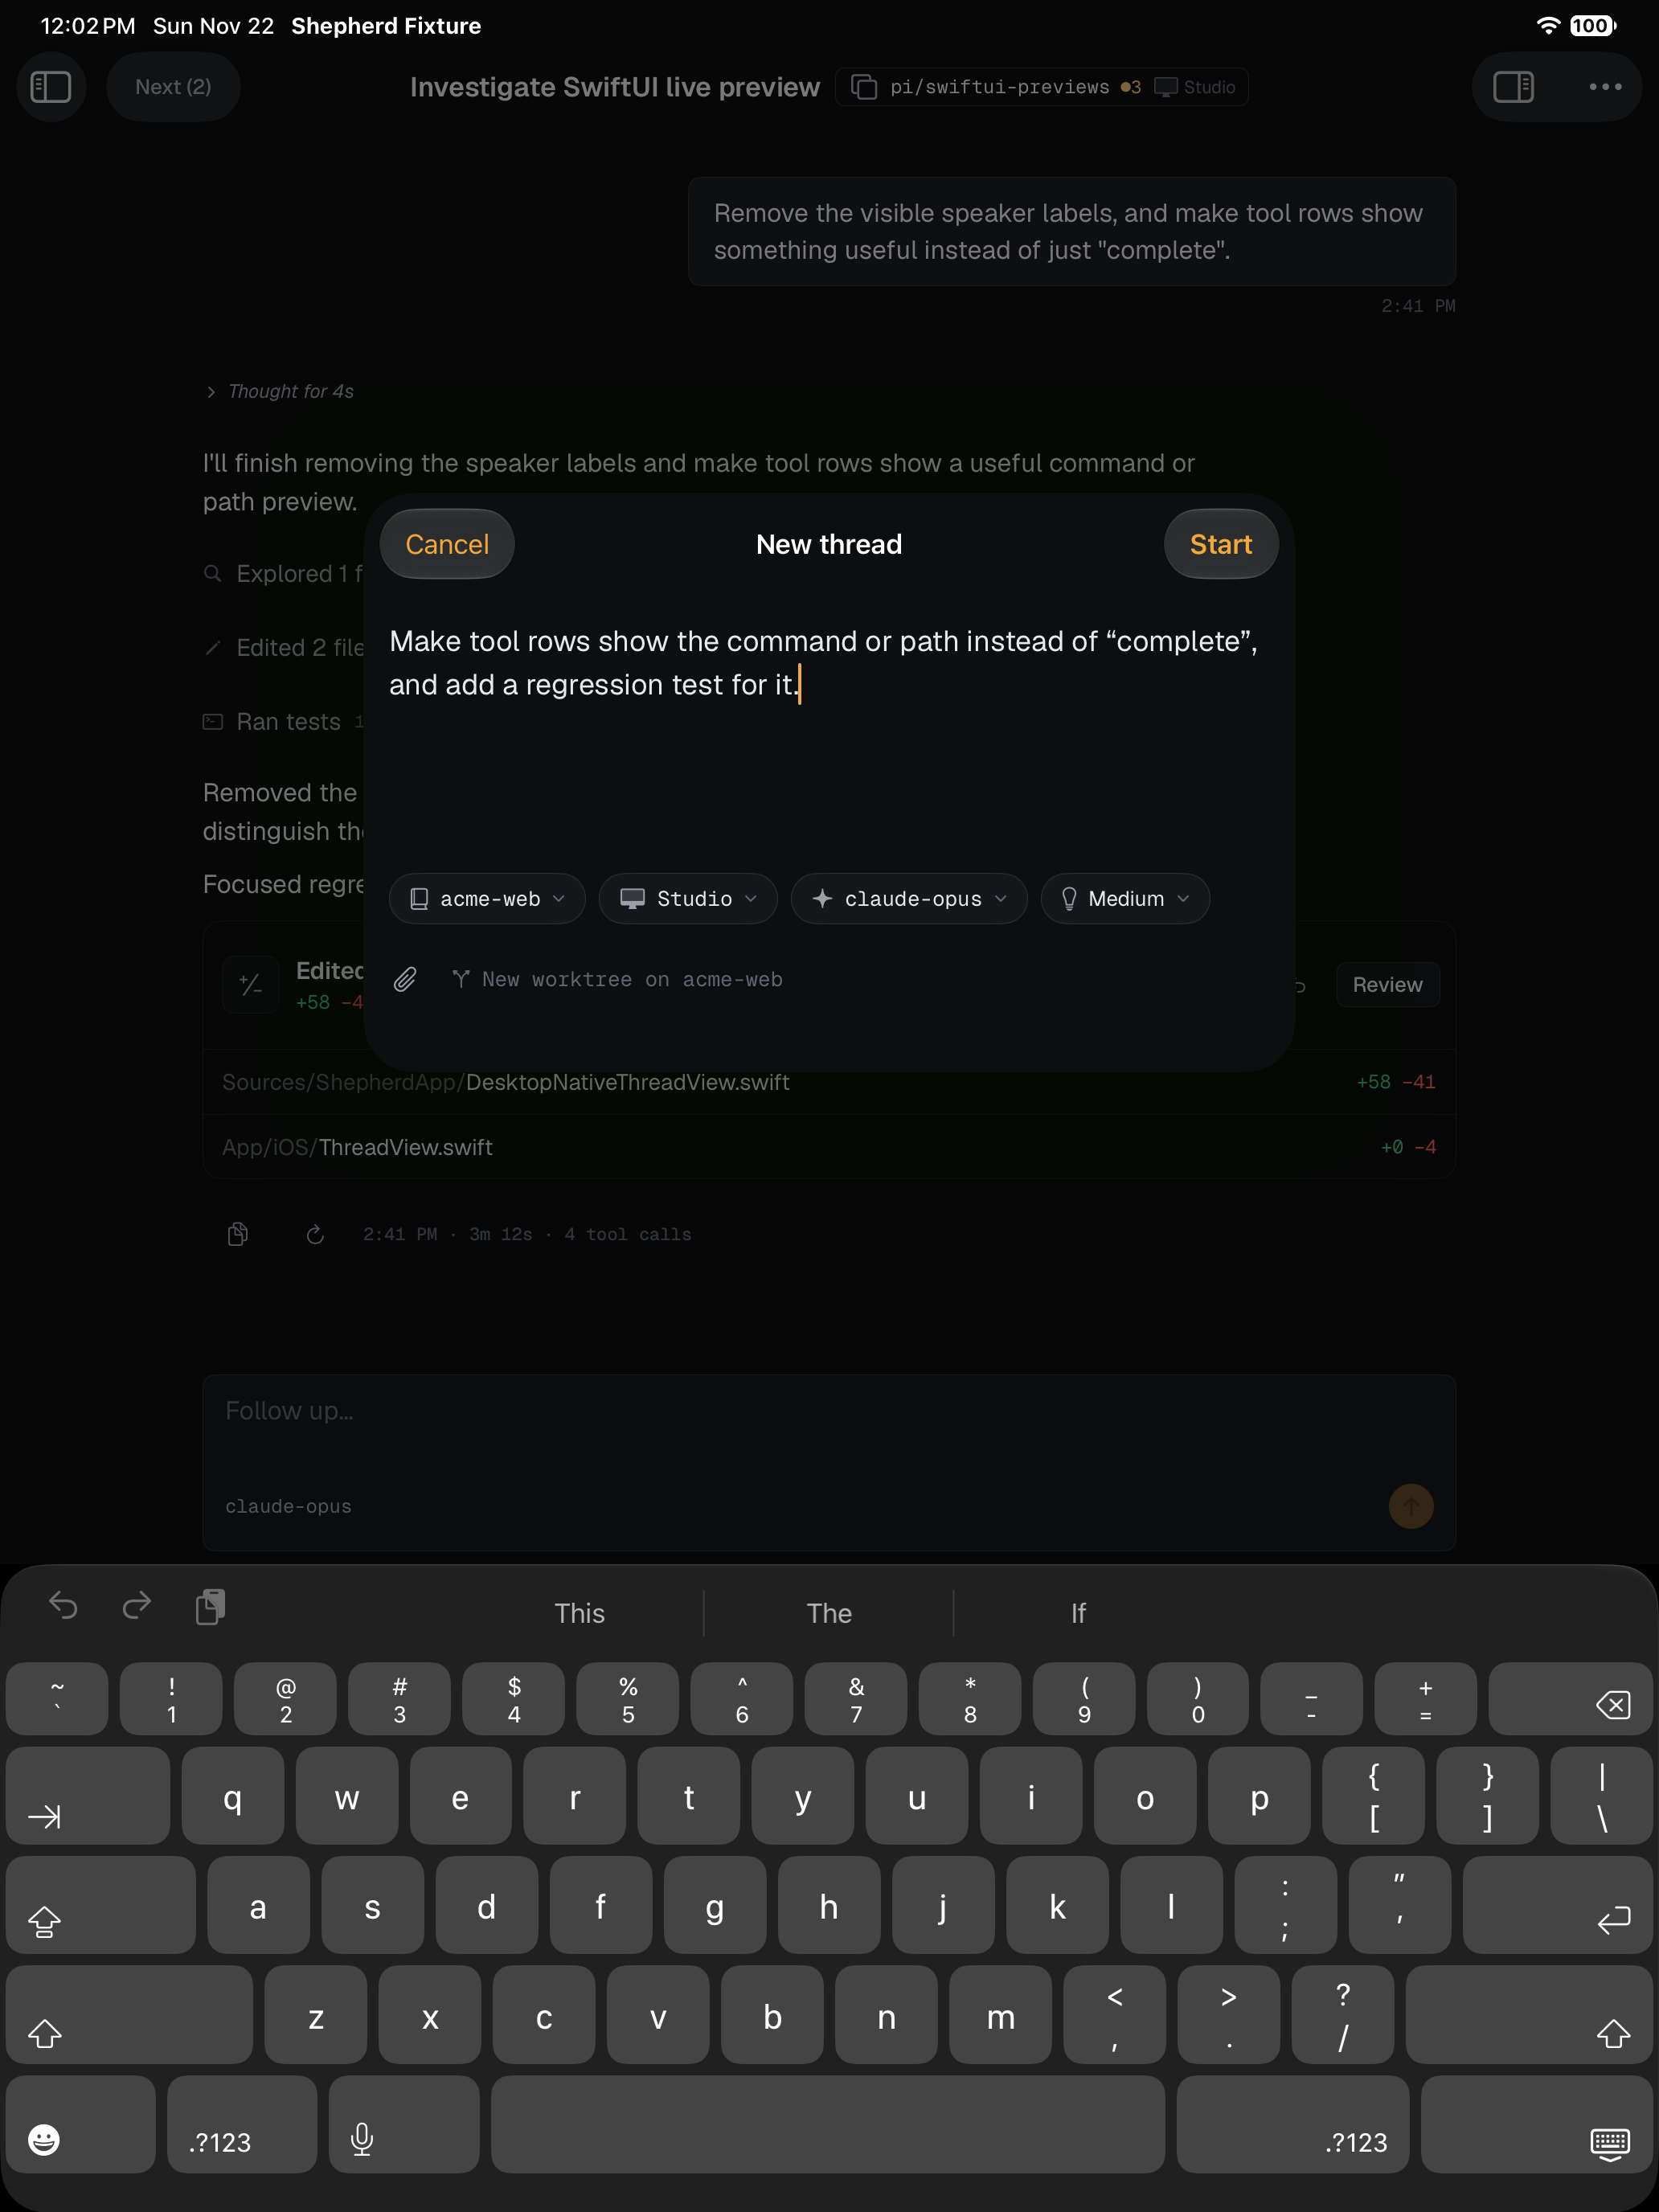 12:02 PM Sun Nov 22 Shepherd Fixture
100
Next (2)
Investigate SwiftUI live preview
pi/swiftui-previews 3 Studio
Remove the visible speaker labels, and make tool rows show
something useful instead of just "complete".
2:41 PM
Thought for 4s
I'll finish removing the speaker labels and make tool rows show a useful command or
path preview.
Cancel
New thread
Start
Explored 1 f
Make tool rows show the command or path instead of “complete”,
and add a regression test for it.
Edited 2 file
Ran tests 1
Removed the
distinguish the
Focused regre
acme-web
Studio
claude-opus
Medium
New worktree on acme-web
Edited
+58 −4
Review
Sources/ShepherdApp/DesktopNativeThreadView.swift
+58 −41
App/iOS/ThreadView.swift
+0 −4
2:41 PM · 3m 12s · 4 tool calls
Follow up...
claude-opus
This
The
If
~ ! @ # $ % ^ & * ( ) _ +
` 1 2 3 4 5 6 7 8 9 0 - =
q w e r t y u i o p { } |
[ ] \
a s d f g h j k l : "
; '
z x c v b n m < > ?
, . /
.?123
.?123